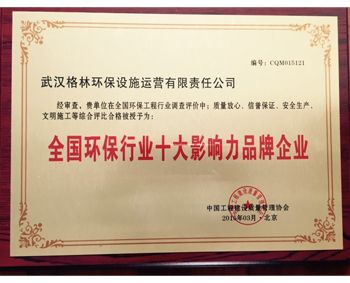 编号：CQM015121
武汉格林环保设施运营有限责任公司
经审查，贵单位在全国环保工程行业调查评价中：质量放心、信誉保证、安全生产、
文明施工等综合评比合格被授予为：
全国环保行业十大影响力品牌企业
中国工程建设质量管理协会
2015年03月·北京